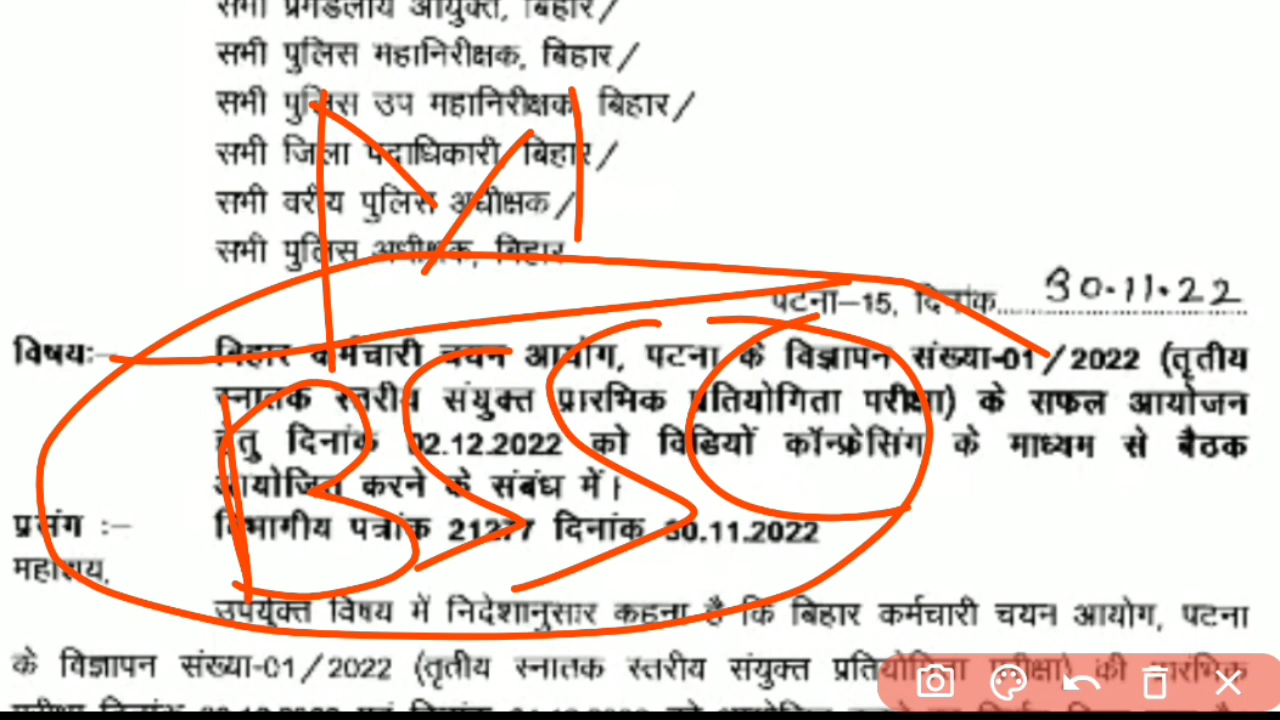 सभी प्रमंडलीय आयुक्त, बिहार/
सभी पुलिस महानिरीक्षक, बिहार/
सभी पुलिस उप महानिरीक्षक, बिहार/
सभी जिला पदाधिकारी, बिहार/
सभी वरीय पुलिस अधीक्षक/
सभी पुलिस अधीक्षक, बिहार
पटना-15, दिनांक......30.11.22
विषयः- बिहार कर्मचारी चयन आयोग, पटना के विज्ञापन संख्या-01/2022 (तृतीय
स्नातक स्तरीय संयुक्त प्रारम्भिक प्रतियोगिता परीक्षा) के सफल आयोजन
हेतु दिनांक 02.12.2022 को विडियों कॉन्फ्रेसिंग के माध्यम से बैठक
आयोजित करने के संबंध में।
प्रसंग :- विभागीय पत्रांक 21277 दिनांक 30.11.2022
महाशय,
उपर्युक्त विषय में निदेशानुसार कहना है कि बिहार कर्मचारी चयन आयोग, पटना
के विज्ञापन संख्या-01/2022 (तृतीय स्नातक स्तरीय संयुक्त प्रतियोगिता परीक्षा) की प्रारंभिक
M
BSSC